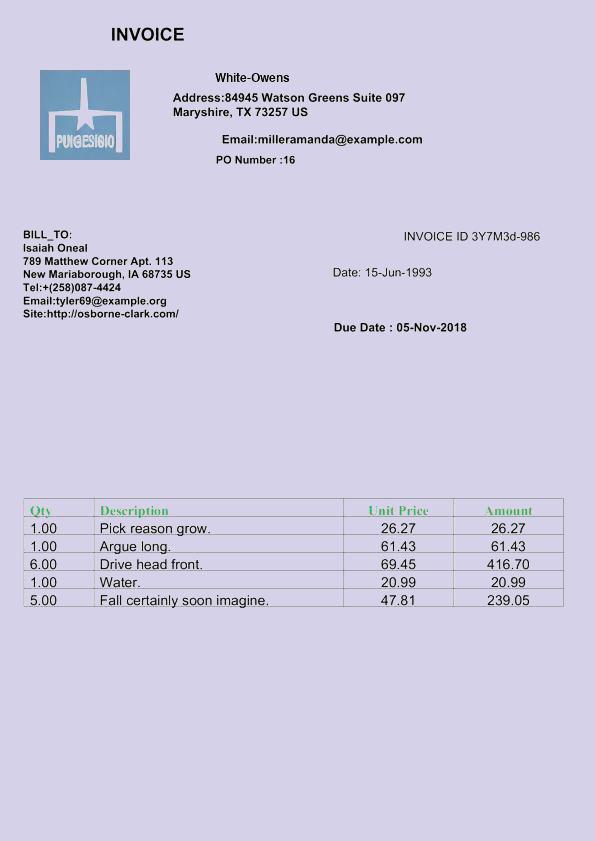 INVOICE
White-Owens
Address:84945 Watson Greens Suite 097
Maryshire, TX 73257 US
Email:milleramanda@example.com
PO Number :16
PUIGESIGIO
BILL_TO:
Isaiah Oneal
789 Matthew Corner Apt. 113
New Mariaborough, IA 68735 US
Tel:+(258)087-4424
Email:tyler69@example.org
Site:http://osborne-clark.com/
INVOICE ID 3Y7M3d-986
Date: 15-Jun-1993
Due Date : 05-Nov-2018
Qty Description Unit Price Amount
1.00 Pick reason grow. 26.27 26.27
1.00 Argue long. 61.43 61.43
6.00 Drive head front. 69.45 416.70
1.00 Water. 20.99 20.99
5.00 Fall certainly soon imagine. 47.81 239.05